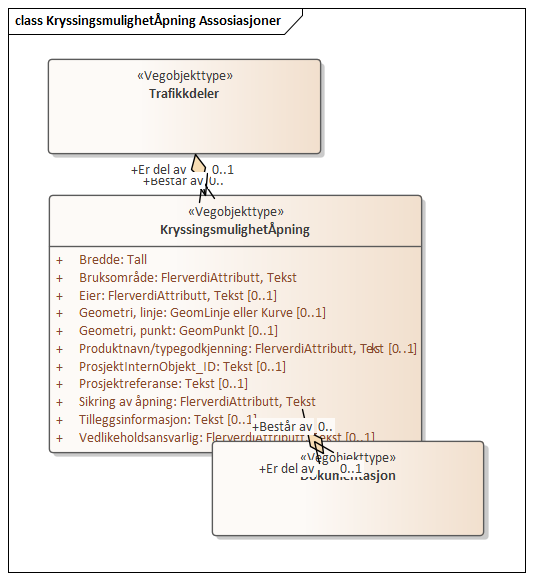 class KryssingsmulighetÅpning Assosiasjoner
«Vegobjekttype»
Trafikkdeler
+Er del av 0..1
+Består av 0..
«Vegobjekttype»
KryssingsmulighetÅpning
+ Bredde: Tall
+ Bruksområde: FlerverdiAttributt, Tekst
+ Eier: FlerverdiAttributt, Tekst [0..1]
+ Geometri, linje: GeomLinje eller Kurve [0..1]
+ Geometri, punkt: GeomPunkt [0..1]
+ Produktnavn/typegodkjenning: FlerverdiAttributt, Tekst [0..1]
+ ProsjektInternObjekt_ID: Tekst [0..1]
+ Prosjektreferanse: Tekst [0..1]
+ Sikring av åpning: FlerverdiAttributt, Tekst
+ Tilleggsinformasjon: Tekst [0..1]
+Består av 0..
+ Vedlikeholdsansvarlig: FlerverdiAttributt, Tekst [0..1]
«Vegobjekttype»
+Er del av 0..1
Dokumentasjon